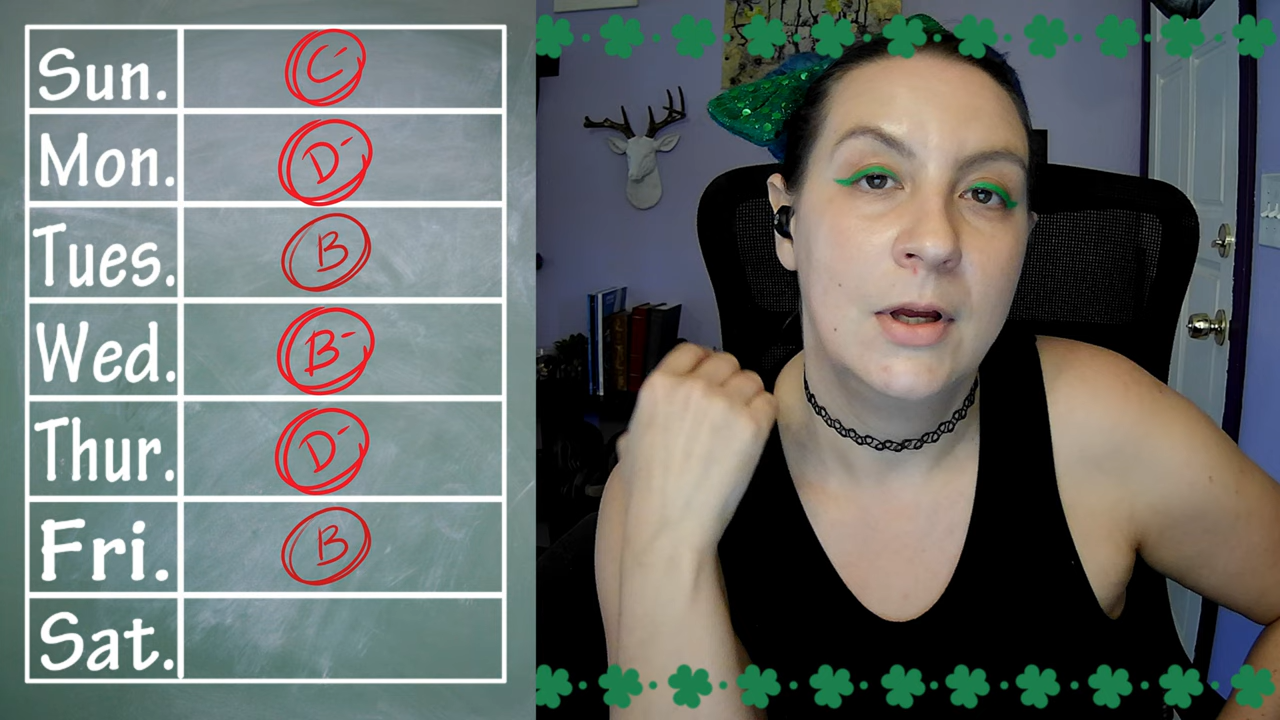 Sun. C-
Mon. D-
Tues. B
Wed. B-
Thur. D-
Fri. B
Sat.